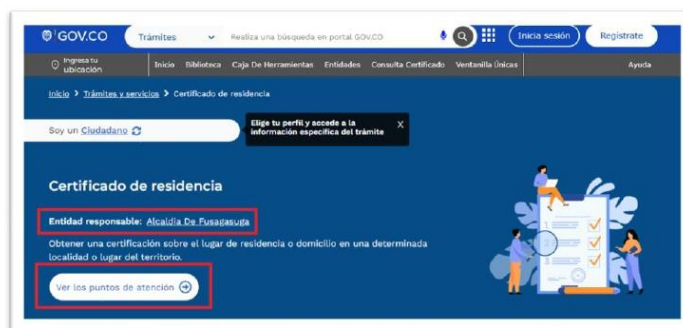 GOV.CO
Trámites
Realiza una búsqueda en portal GOV.CO
Inicia sesión
Regístrate
Ingresa tu
ubicación
Inicio Biblioteca Caja De Herramientas Entidades Consulta Certificado Ventanilla Únicas Ayuda
Inicio > Trámites y servicios > Certificado de residencia
Soy un Ciudadano
Elige tu perfil y accede a la
información específica del trámite
X
Certificado de residencia
Entidad responsable: Alcaldía De Fusagasuga
Obtener una certificación sobre el lugar de residencia o domicilio en una determinada
localidad o lugar del territorio.
Ver los puntos de atención